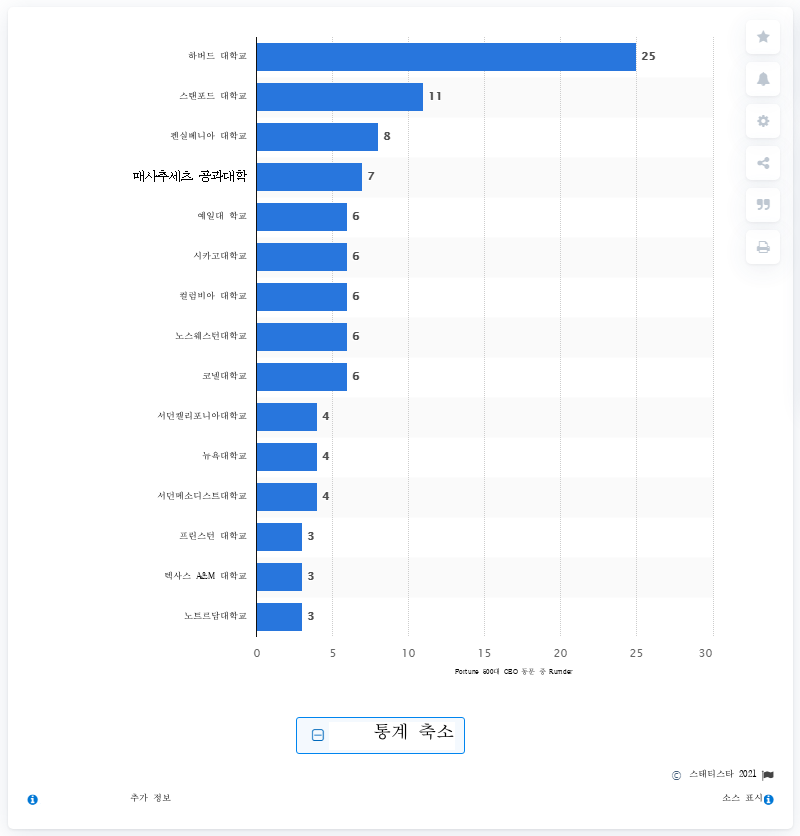 하버드 대학교 25
스탠포드 대학교 11
펜실베니아 대학교 8
매사추세츠 공과대학 7
예일대 학교 6
시카고대학교 6
컬럼비아 대학교 6
노스웨스턴대학교 6
코넬대학교 6
서던캘리포니아대학교 4
뉴욕대학교 4
서던메소디스트대학교 4
프린스턴 대학교 3
텍사스 A&M 대학교 3
노트르담대학교 3
0 5 10 15 20 25 30
Fortune 500대 CEO 동문 중 Rumder
통계 축소
© 스태티스타 2021
추가 정보 소스 표시